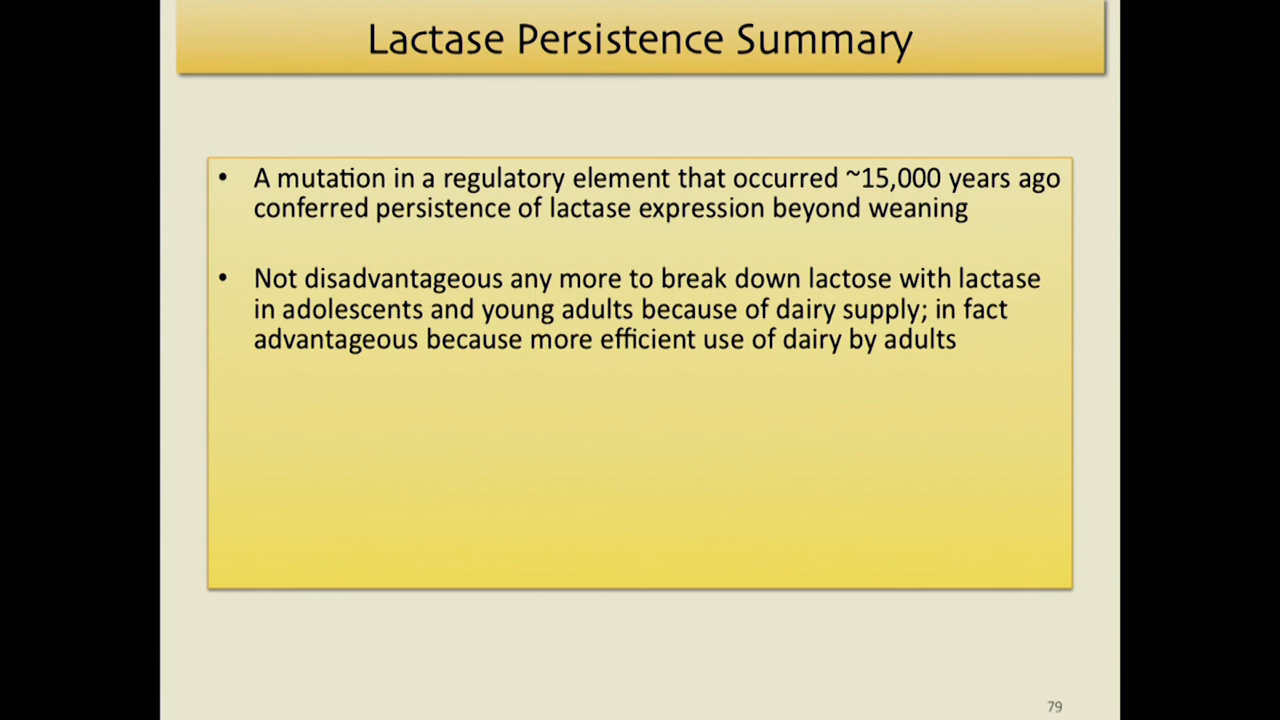 Lactase Persistence Summary
• A mutation in a regulatory element that occurred ~15,000 years ago
conferred persistence of lactase expression beyond weaning
• Not disadvantageous any more to break down lactose with lactase
in adolescents and young adults because of dairy supply; in fact
advantageous because more efficient use of dairy by adults
79